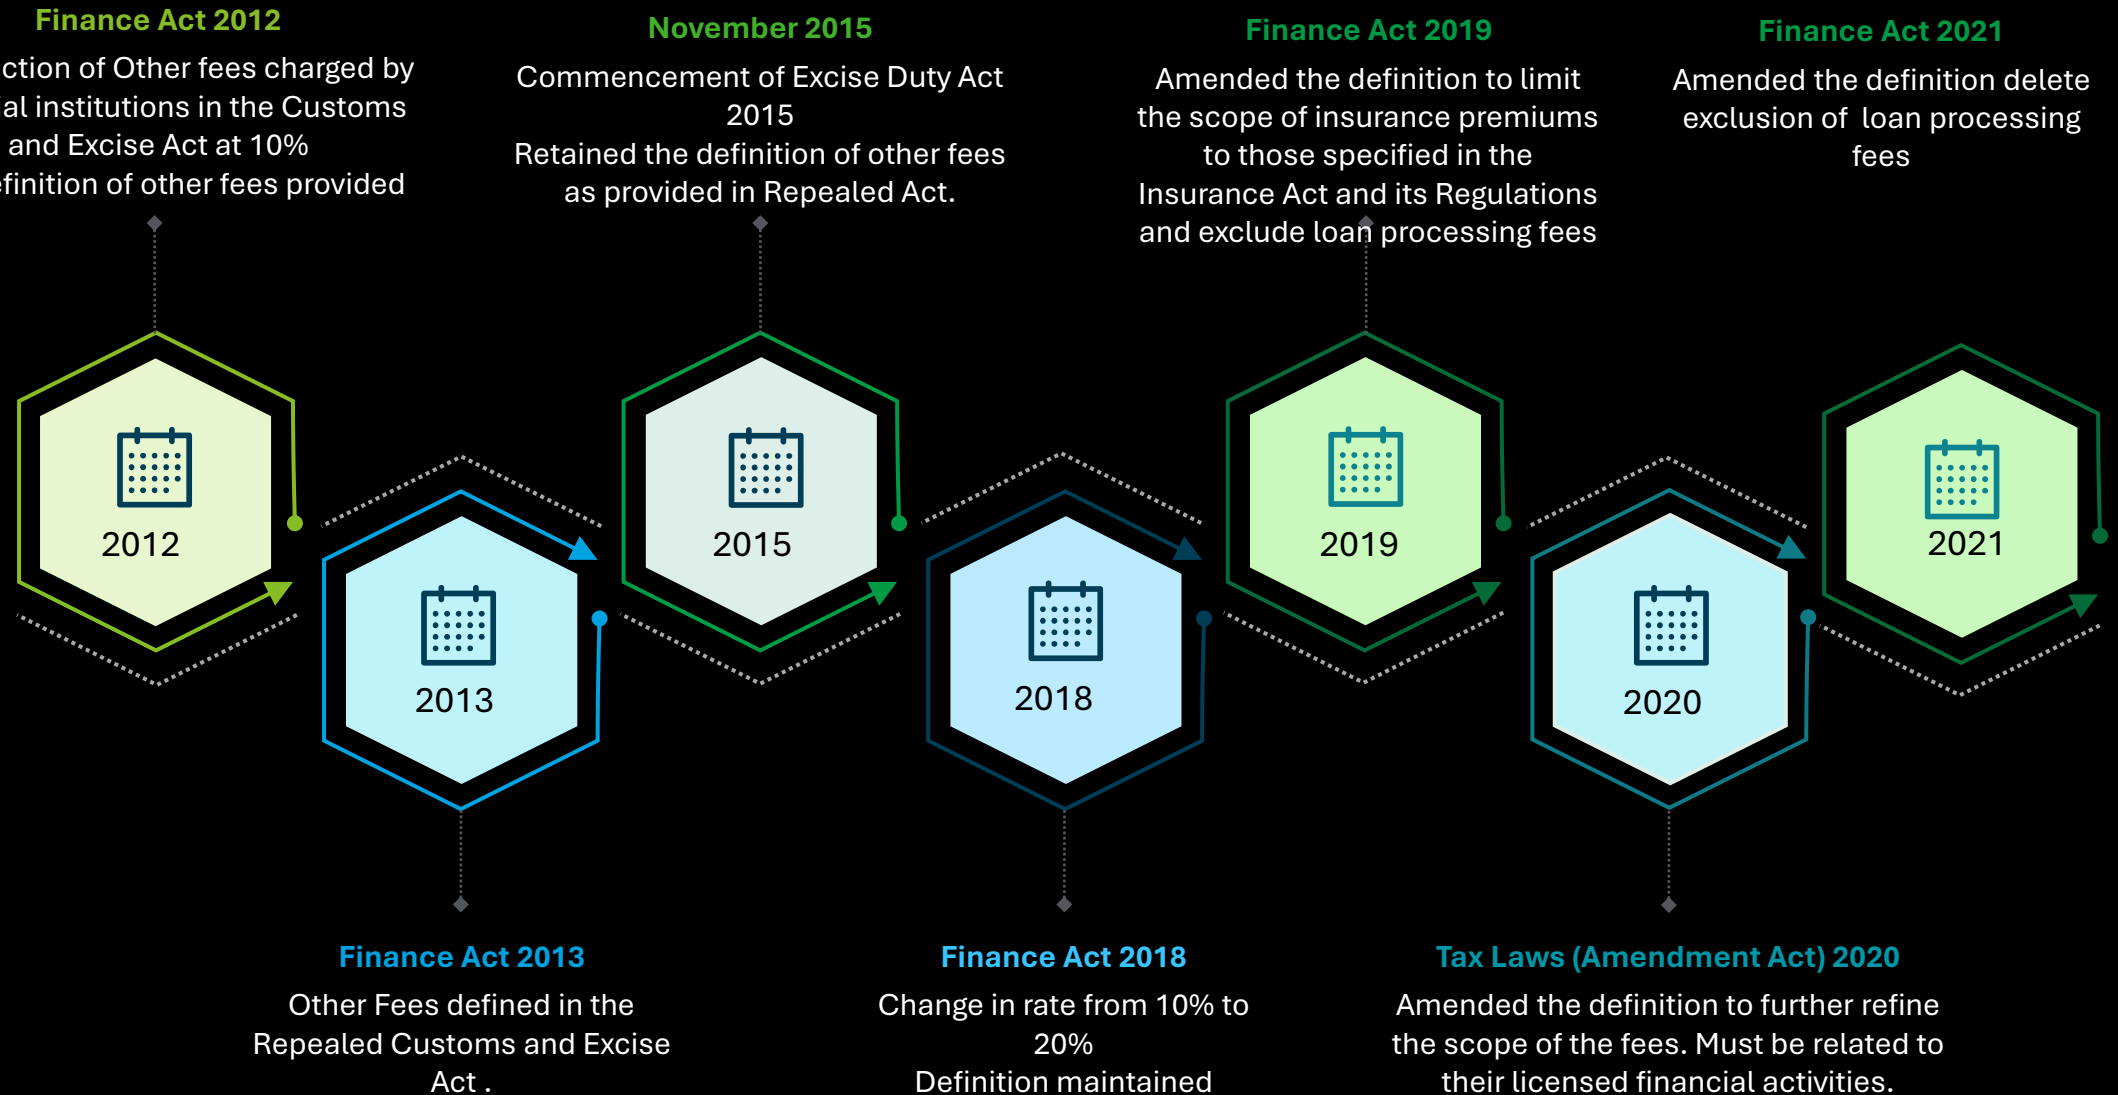 Finance Act 2012
ction of Other fees charged by
ial institutions in the Customs
and Excise Act at 10%
efinition of other fees provided
November 2015
Commencement of Excise Duty Act
2015
Retained the definition of other fees
as provided in Repealed Act.
Finance Act 2019
Amended the definition to limit
the scope of insurance premiums
to those specified in the
Insurance Act and its Regulations
and exclude loan processing fees
Finance Act 2021
Amended the definition delete
exclusion of loan processing
fees
2012
2013
2015
2018
2019
2020
2021
Finance Act 2013
Other Fees defined in the
Repealed Customs and Excise
Act .
Finance Act 2018
Change in rate from 10% to
20%
Definition maintained
Tax Laws (Amendment Act) 2020
Amended the definition to further refine
the scope of the fees. Must be related to
their licensed financial activities.